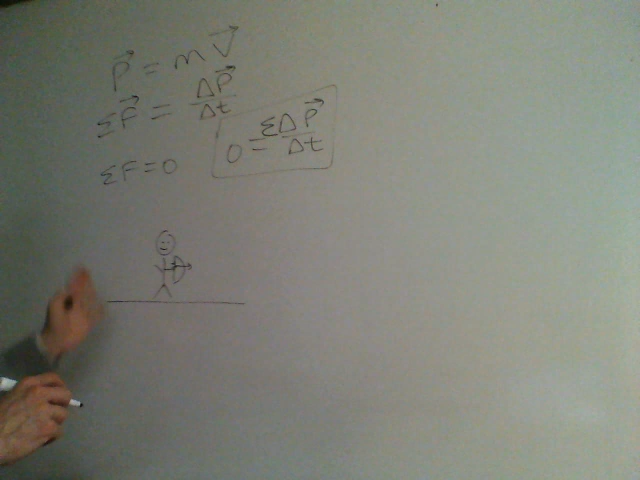 P⃗ = m V⃗
ΣF⃗ = ΔP⃗/Δt
ΣF = 0
0 = ΣΔP⃗/Δt